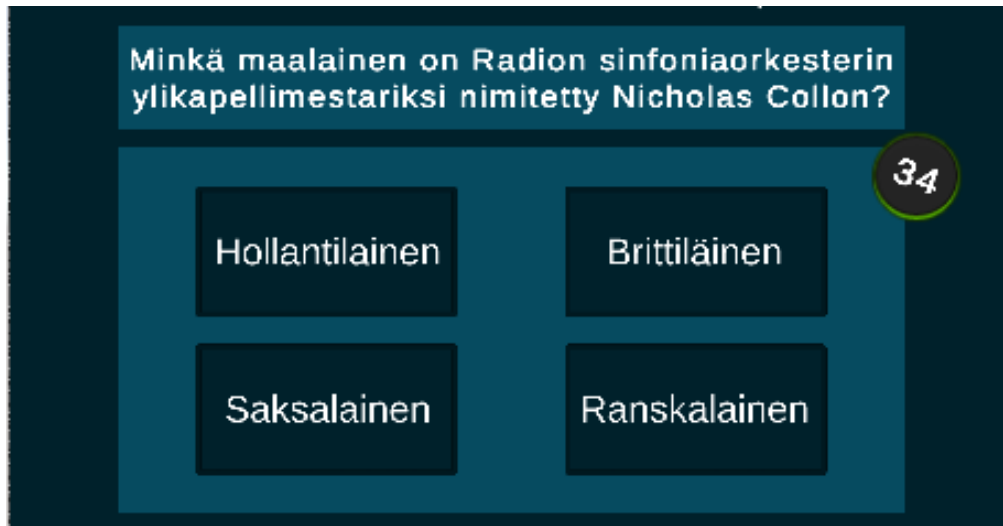 Minkä maalainen on Radion sinfoniaorkesterin
ylikapellimestariksi nimitetty Nicholas Collon?
34
Hollantilainen
Brittiläinen
Saksalainen
Ranskalainen